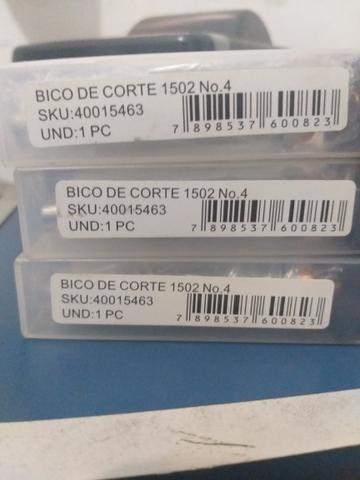 BICO DE CORTE 1502 No.4
SKU:40015463
UND:1 PC
7 898537 600823
BICO DE CORTE 1502 No.4
SKU:40015463
UND:1 PC
7 898537 600823
BICO DE CORTE 1502 No.4
SKU:40015463
UND:1 PC
7 898537 600823